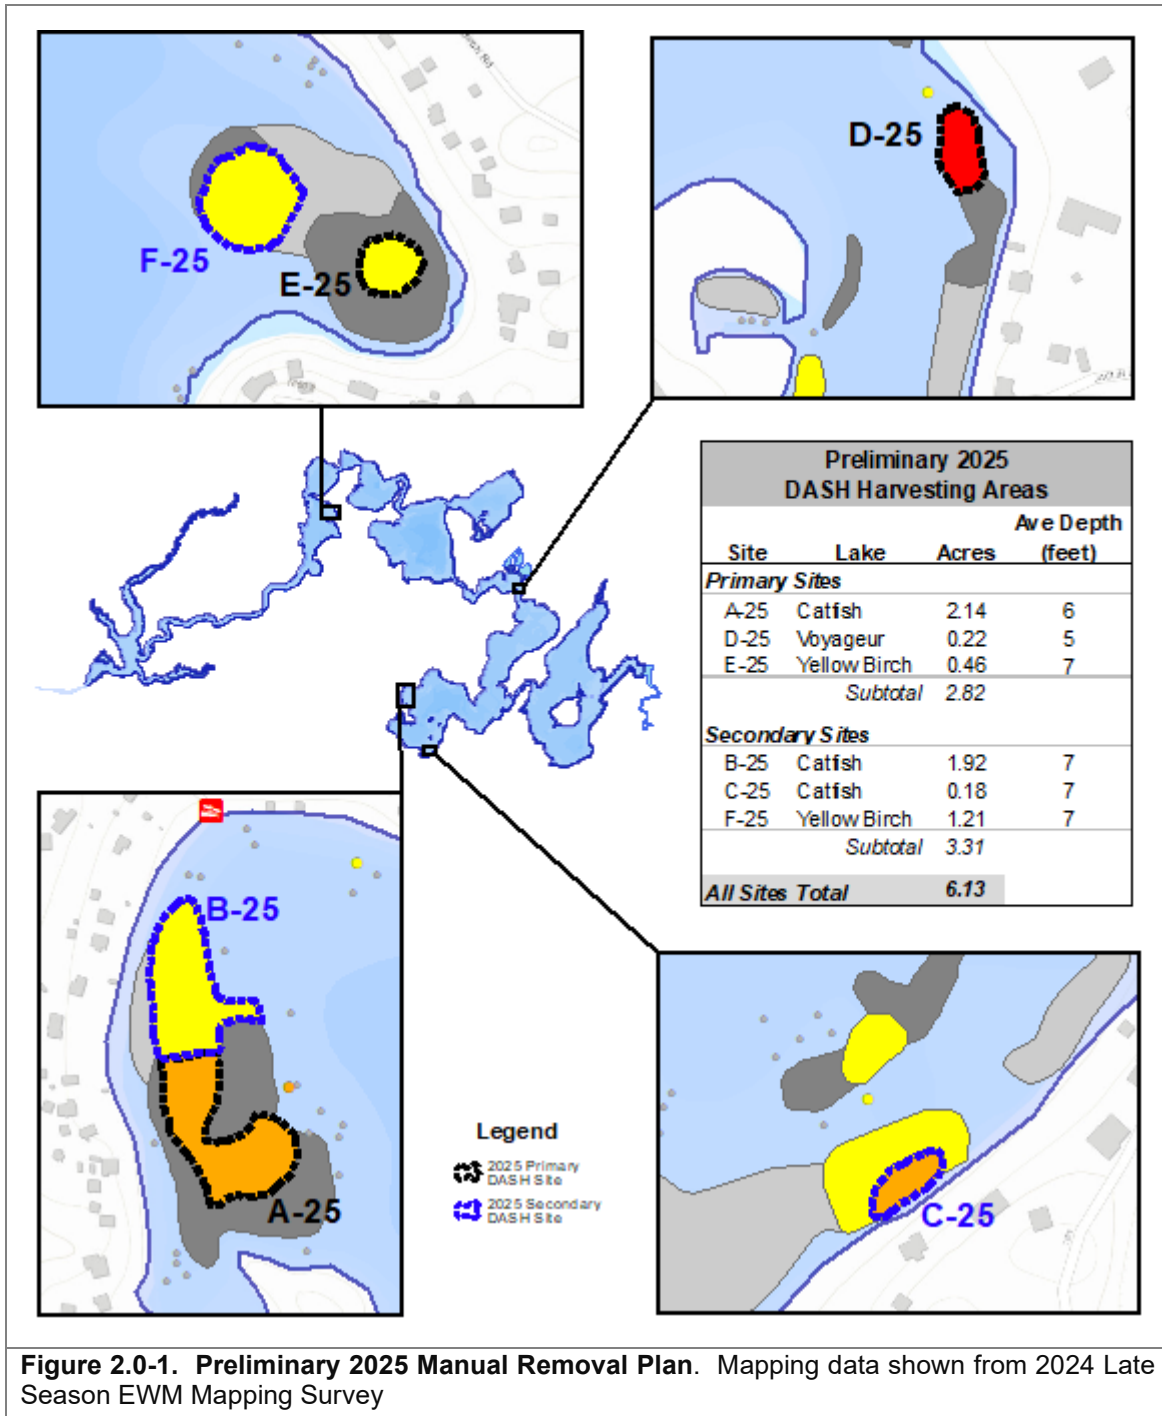 F-25
E-25
D-25
Preliminary 2025
DASH Harvesting Areas
Site Lake Acres Ave Depth (feet)
Primary Sites
A-25 Catfish 2.14 6
D-25 Voyageur 0.22 5
E-25 Yellow Birch 0.46 7
Subtotal 2.82
Secondary Sites
B-25 Catfish 1.92 7
C-25 Catfish 0.18 7
F-25 Yellow Birch 1.21 7
Subtotal 3.31
All Sites Total 6.13
B-25
A-25
Legend
2025 Primary
DASH Site
2025 Secondary
DASH Site
C-25
Figure 2.0-1. Preliminary 2025 Manual Removal Plan. Mapping data shown from 2024 Late
Season EWM Mapping Survey